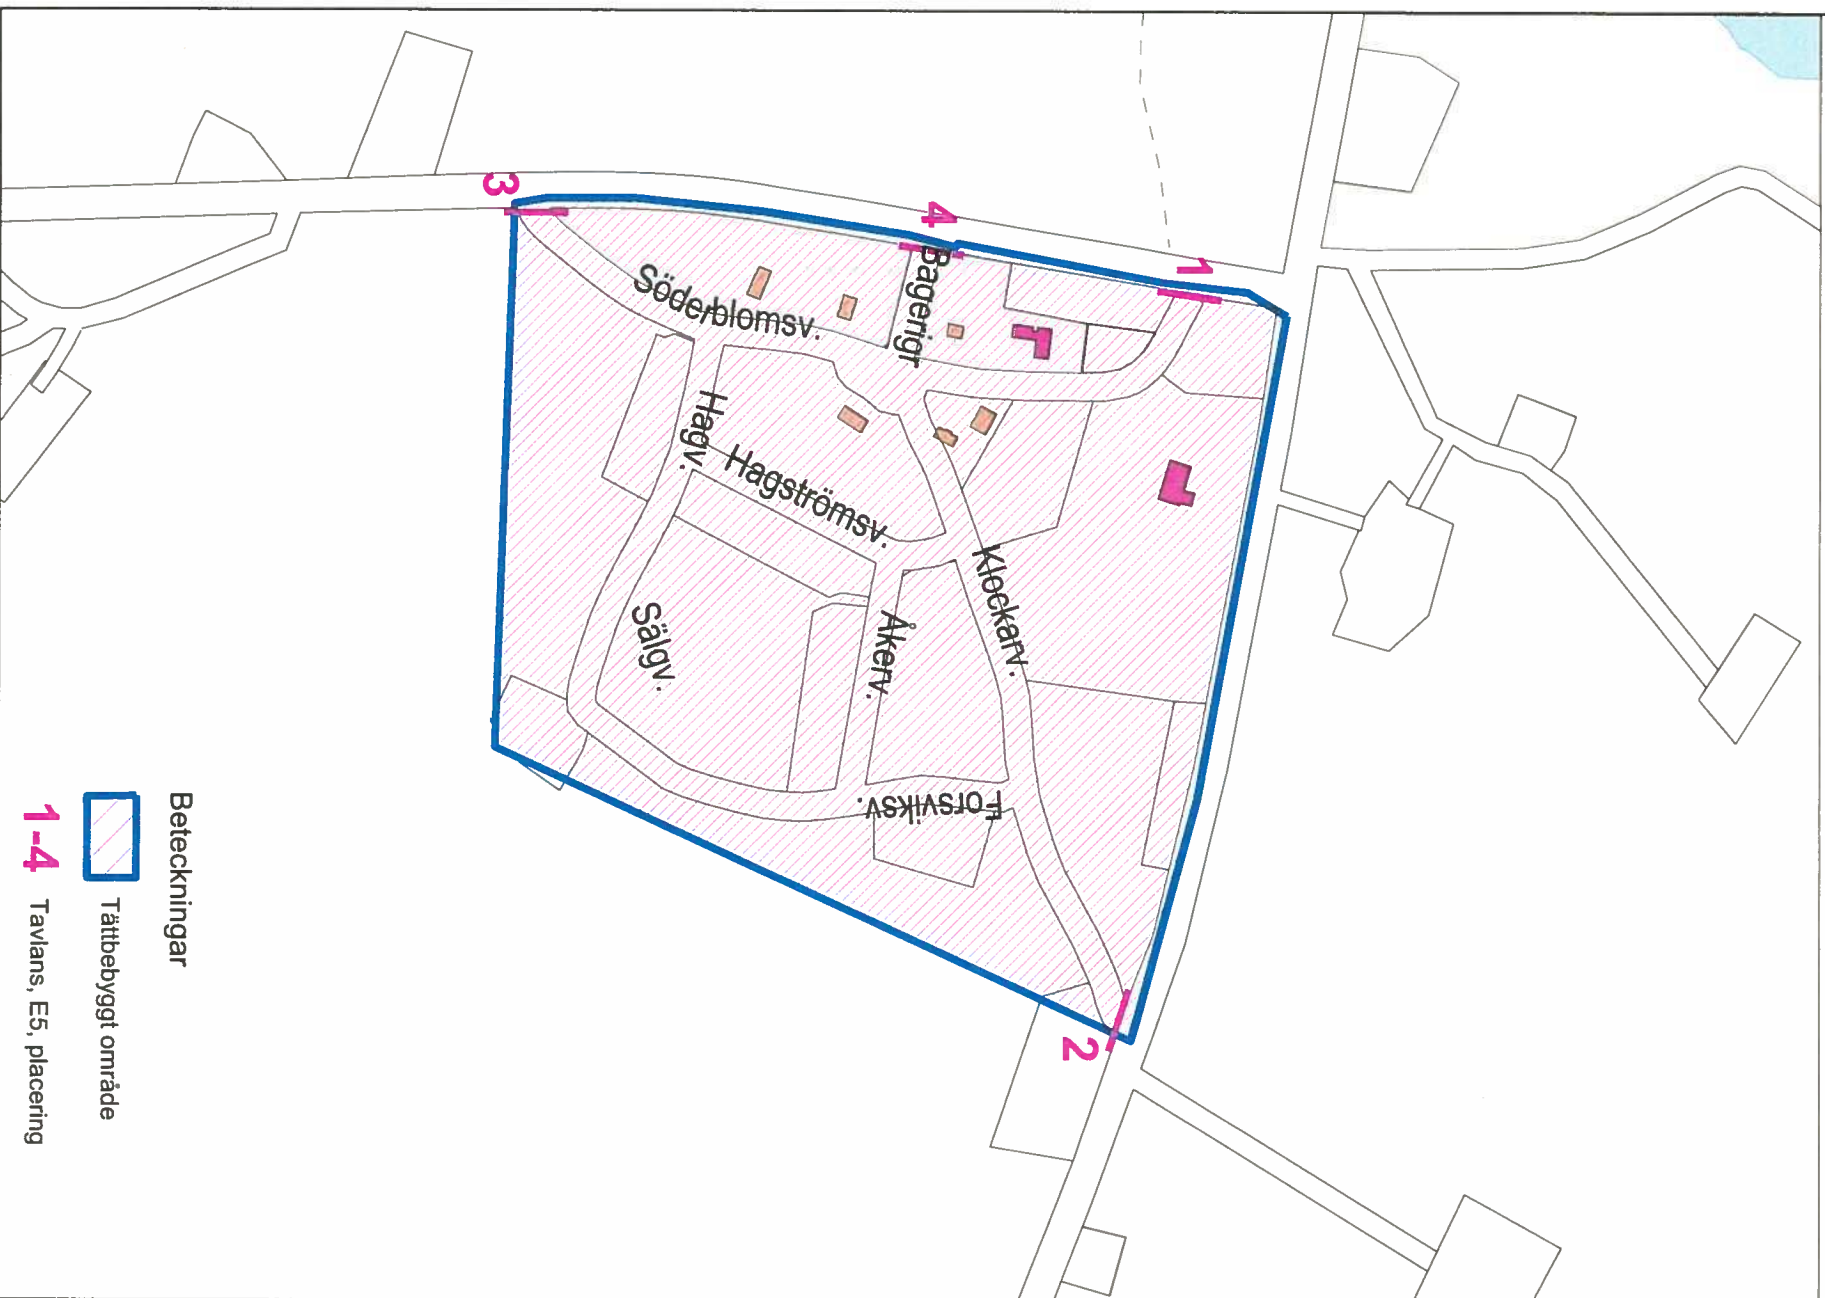 1
4
3
2
Bagerigr
Söderblomsv.
Hagv.
Hagströmsv.
Klockarv.
Åkerv.
Sälgv.
Forsviksv.
Beteckningar
Tättbebyggt område
1-4 Tavlans, E5, placering